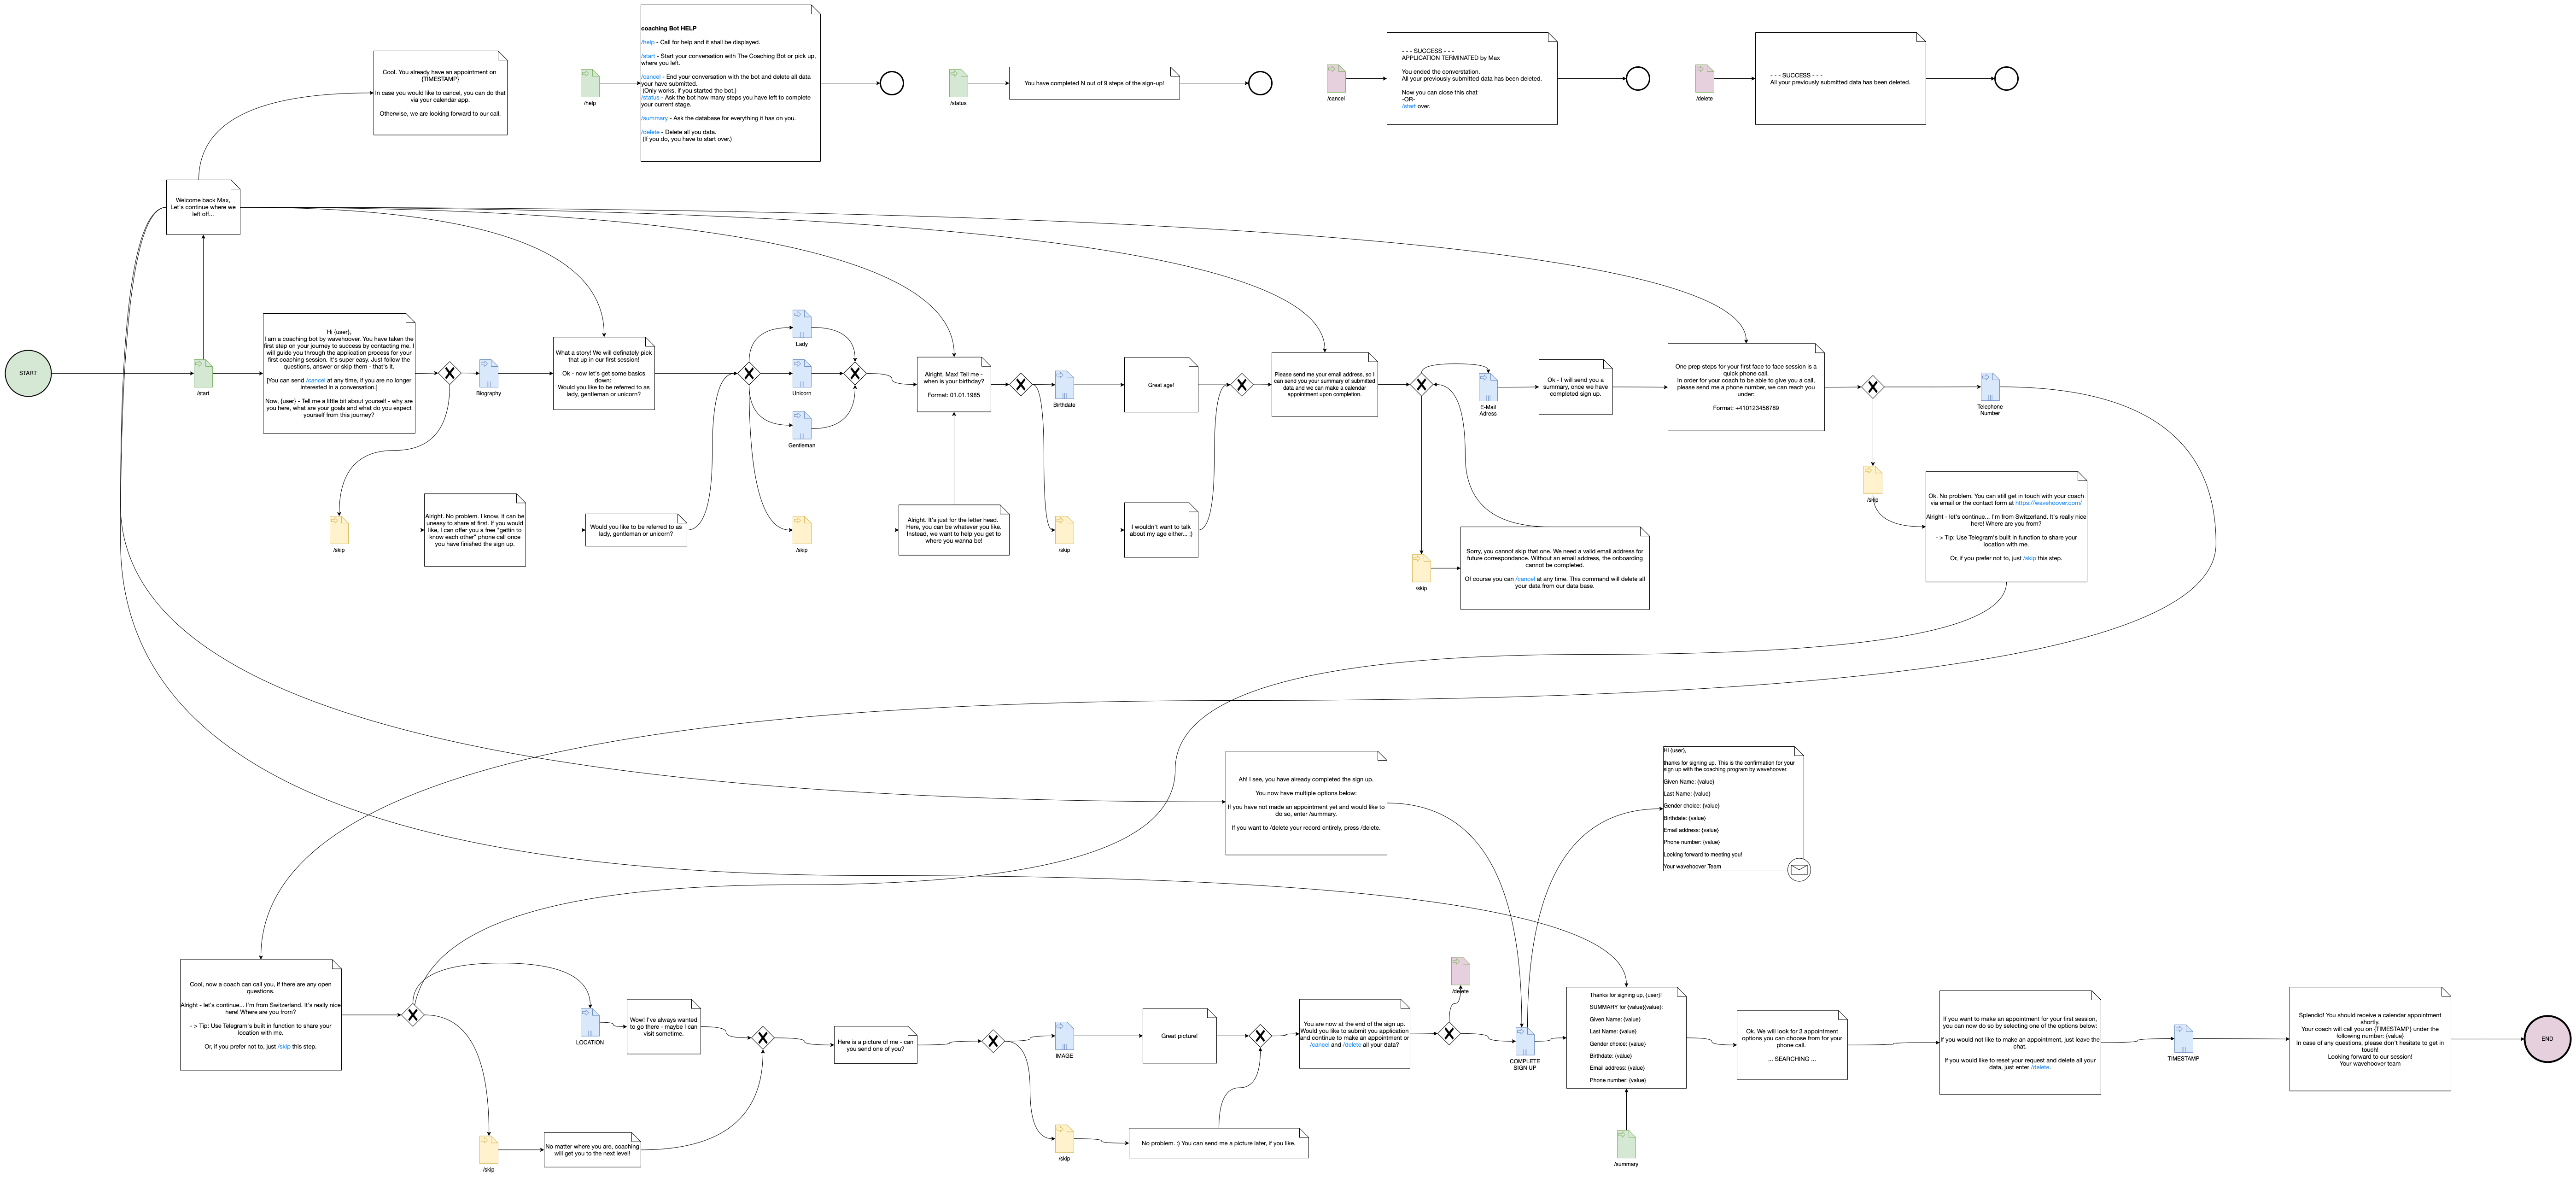 coaching Bot HELP
/help - Call for help and it shall be displayed.
/start - Start your conversation with The Coaching Bot or pick up,
where you left.
/cancel - End your conversation with the bot and delete all data
your have submitted.
(Only works, if you started the bot.)
/status - Ask the bot how many steps you have left to complete
your current stage.
/summary - Ask the database for everything it has on you.
/delete - Delete all you data.
(If you do, you have to start over.)
/help
Cool. You already have an appointment on
{TIMESTAMP}
In case you would like to cancel, you can do that
via your calendar app.
Otherwise, we are looking forward to our call.
/status
You have completed N out of 9 steps of the sign-up!
/cancel
- - - SUCCESS - - -
APPLICATION TERMINATED by Max
You ended the converstation.
All your previously submitted data has been deleted.
Now you can close this chat
-OR-
/start over.
/delete
- - - SUCCESS - - -
All your previously submitted data has been deleted.
Welcome back Max,
Let's continue where we
left off...
START
/start
Hi {user},
I am a coaching bot by wavehoover. You have taken the
first step on your journey to success by contacting me. I
will guide you through the application process for your
first coaching session. It's super easy. Just follow the
questions, answer or skip them - that's it.
[You can send /cancel at any time, if you are no longer
interested in a conversation.]
Now, {user} - Tell me a little bit about yourself - why are
you here, what are your goals and what do you expect
yourself from this journey?
Biography
What a story! We will definately pick
that up in our first session!
Ok - now let's get some basics
down:
Would you like to be referred to as
lady, gentleman or unicorn?
Lady
Unicorn
Gentleman
Alright, Max! Tell me -
when is your birthday?
Format: 01.01.1985
Birthdate
Great age!
Please send me your email address, so I
can send you your summary of submitted
data and we can make a calendar
appointment upon completion.
E-Mail
Adress
Ok - I will send you a
summary, once we have
completed sign up.
One prep steps for your first face to face session is a
quick phone call.
In order for your coach to be able to give you a call,
please send me a phone number, we can reach you
under:
Format: +410123456789
Telephone
Number
/skip
Alright. No problem. I know, it can be
uneasy to share at first. If you would
like, I can offer you a free "gettin to
know each other" phone call once
you have finished the sign up.
Would you like to be referred to as
lady, gentleman or unicorn?
/skip
Alright. It's just for the letter head.
Here, you can be whatever you like.
Instead, we want to help you get to
where you wanna be!
/skip
I wouldn't want to talk
about my age either... ;)
/skip
Sorry, you cannot skip that one. We need a valid email address for
future correspondance. Without an email address, the onboarding
cannot be completed.
Of course you can /cancel at any time. This command will delete all
your data from our data base.
/skip
Ok. No problem. You can still get in touch with your coach
via email or the contact form at https://wavehoover.com/
Alright - let's continue... I'm from Switzerland. It's really nice
here! Where are you from?
- > Tip: Use Telegram's built in function to share your
location with me.
Or, if you prefer not to, just /skip this step.
Ah! I see, you have already completed the sign up.
You now have multiple options below:
If you have not made an appointment yet and would like to
do so, enter /summary.
If you want to /delete your record entirely, press /delete.
Hi {user},
thanks for signing up. This is the confirmation for your
sign up with the coaching program by wavehoover.
Given Name: {value}
Last Name: {value}
Gender choice: {value}
Birthdate: {value}
Email address: {value}
Phone number: {value}
Looking forward to meeting you!
Your wavehoover Team
Cool, now a coach can call you, if there are any open
questions.
Alright - let's continue... I'm from Switzerland. It's really nice
here! Where are you from?
- > Tip: Use Telegram's built in function to share your
location with me.
Or, if you prefer not to, just /skip this step.
LOCATION
Wow! I've always wanted
to go there - maybe I can
visit sometime.
/skip
No matter where you are, coaching
will get you to the next level!
Here is a picture of me - can
you send one of you?
IMAGE
Great picture!
/skip
No problem. :) You can send me a picture later, if you like.
You are now at the end of the sign up.
Would you like to submit you application
and continue to make an appointment or
/cancel and /delete all your data?
/delete
COMPLETE
SIGN UP
Thanks for signing up, {user}!
SUMMARY for {value}{value}:
Given Name: {value}
Last Name: {value}
Gender choice: {value}
Birthdate: {value}
Email address: {value}
Phone number: {value}
/summary
Ok. We will look for 3 appointment
options you can choose from for your
phone call.
... SEARCHING ...
If you want to make an appointment for your first session,
you can now do so by selecting one of the options below:
If you would not like to make an appointment, just leave the
chat.
If you would like to reset your request and delete all your
data, just enter /delete.
TIMESTAMP
Splendid! You should receive a calendar appointment
shortly.
Your coach will call you on {TIMESTAMP} under the
following number: {value}
In case of any questions, please don't hesitate to get in
touch!
Looking forward to our session!
Your wavehoover team
END